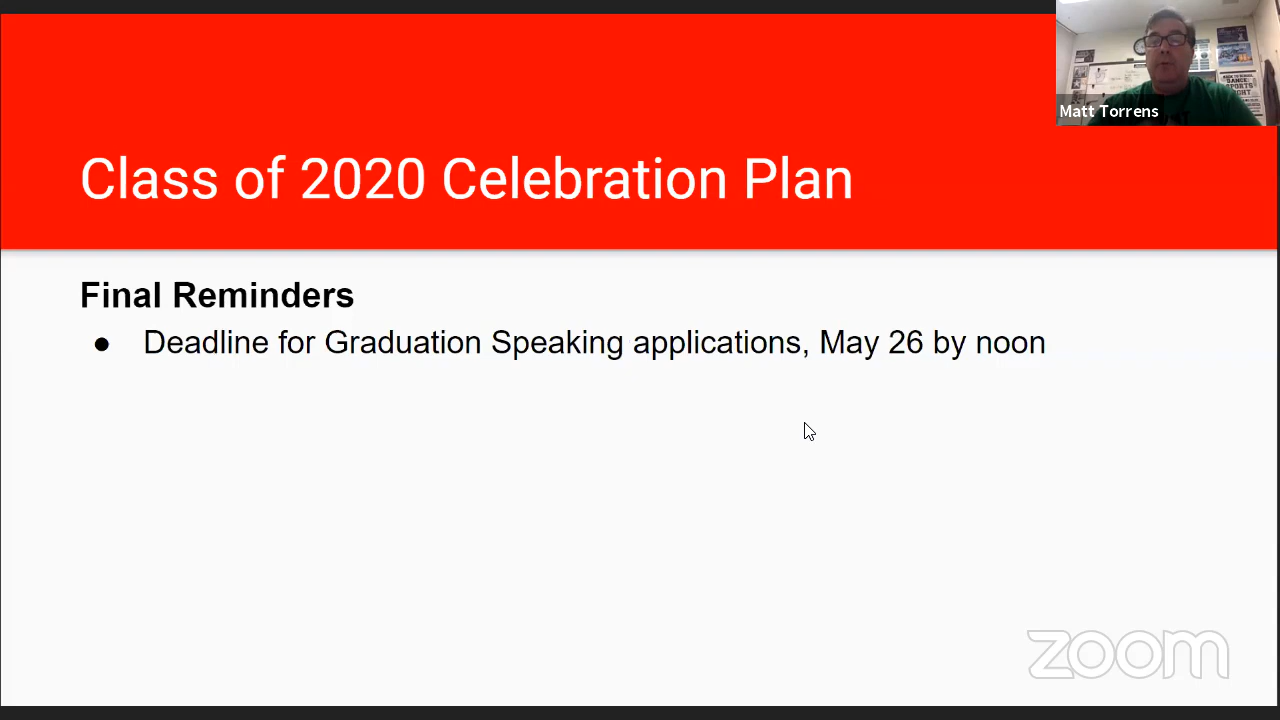 Matt Torrens
Class of 2020 Celebration Plan
Final Reminders
● Deadline for Graduation Speaking applications, May 26 by noon
zoom